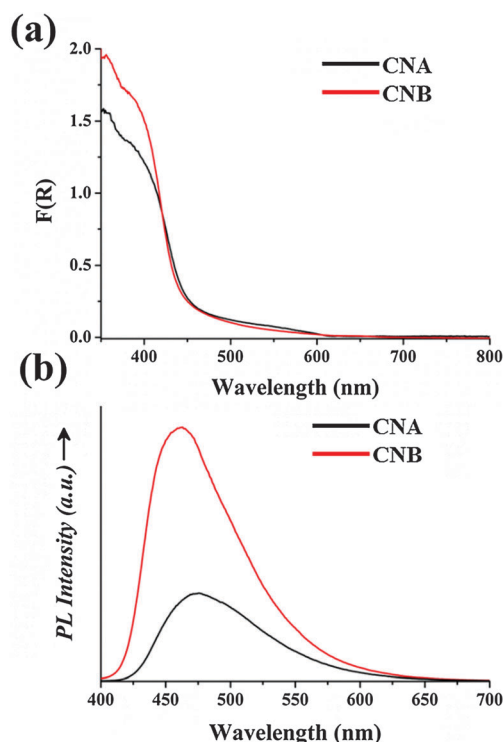 (a)
2.0
1.5
1.0
0.5
0.0
F(R)
CNA
CNB
400 500 600 700 800
Wavelength (nm)
(b)
PL Intensity (a.u.) →
CNA
CNB
400 450 500 550 600 650 700
Wavelength (nm)